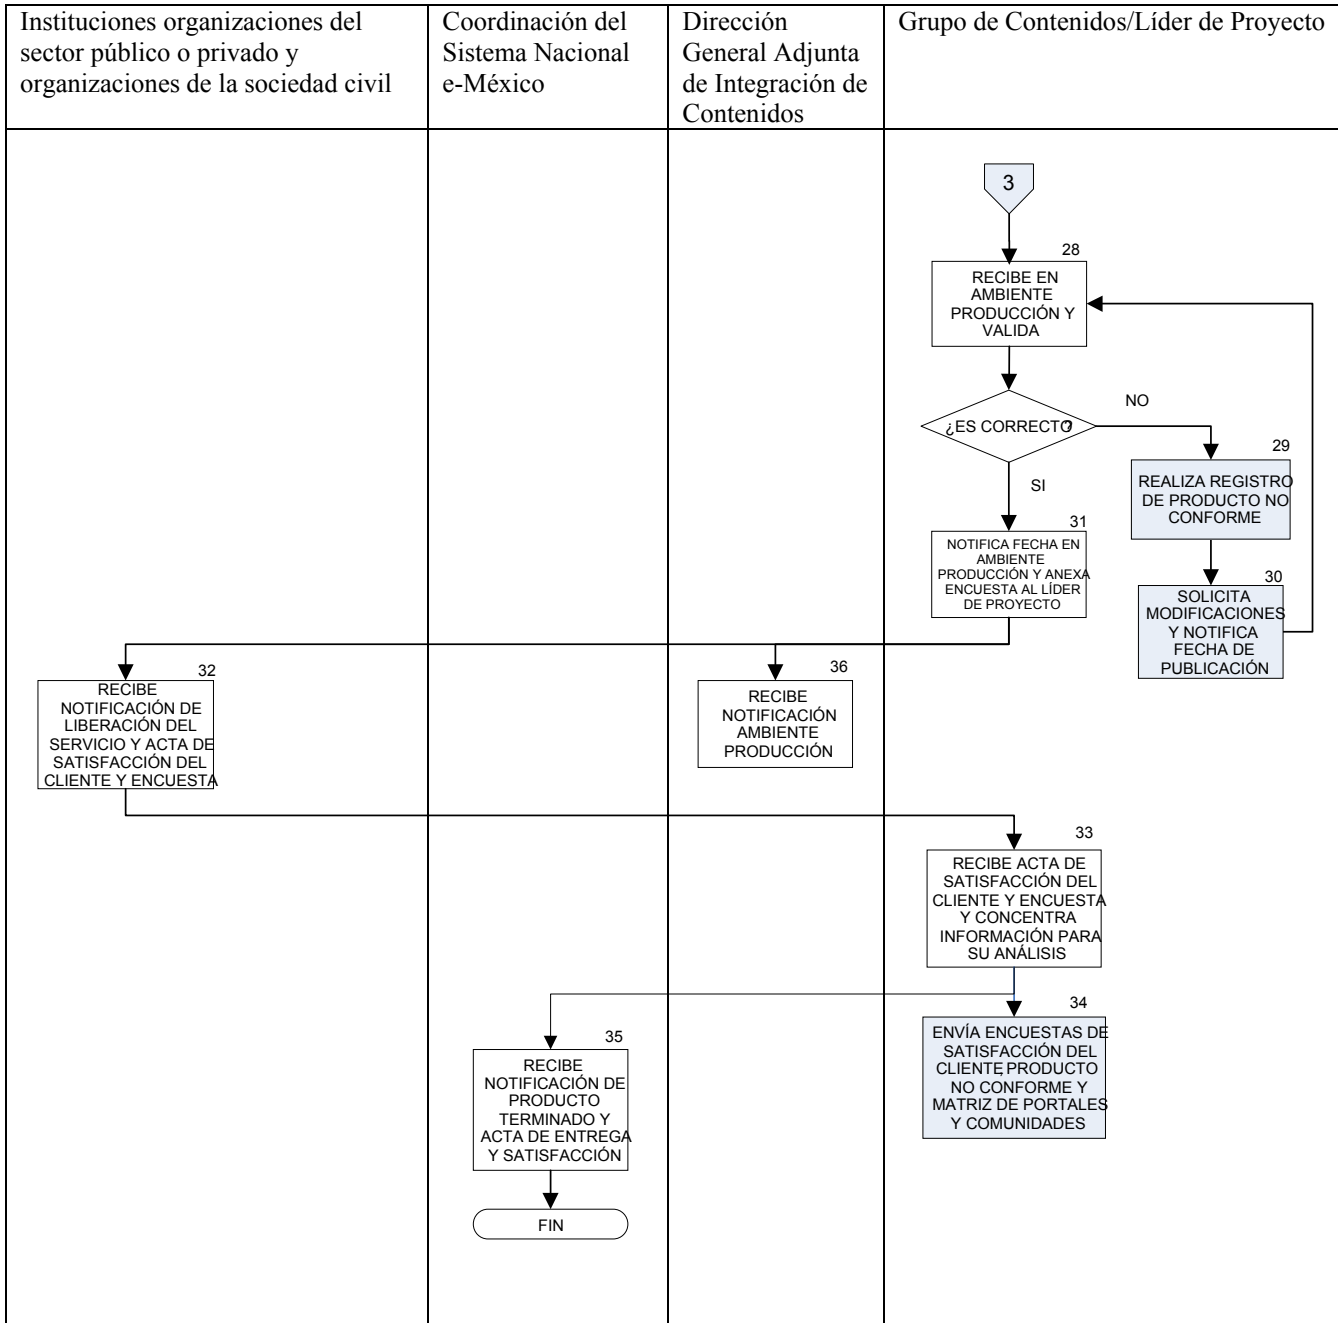 Instituciones organizaciones del
sector público o privado y
organizaciones de la sociedad civil
Coordinación del
Sistema Nacional
e-México
Dirección
General Adjunta
de Integración de
Contenidos
Grupo de Contenidos/Líder de Proyecto
3
28
RECIBE EN
AMBIENTE
PRODUCCIÓN Y
VALIDA
¿ES CORRECTO?
NO
29
REALIZA REGISTRO
DE PRODUCTO NO
CONFORME
SI
31
NOTIFICA FECHA EN
AMBIENTE
PRODUCCIÓN Y ANEXA
ENCUESTA AL LÍDER
DE PROYECTO
30
SOLICITA
MODIFICACIONES
Y NOTIFICA
FECHA DE
PUBLICACIÓN
32
RECIBE
NOTIFICACIÓN DE
LIBERACIÓN DEL
SERVICIO Y ACTA DE
SATISFACCIÓN DEL
CLIENTE Y ENCUESTA
36
RECIBE
NOTIFICACIÓN
AMBIENTE
PRODUCCIÓN
33
RECIBE ACTA DE
SATISFACCIÓN DEL
CLIENTE Y ENCUESTA
Y CONCENTRA
INFORMACIÓN PARA
SU ANÁLISIS
34
ENVÍA ENCUESTAS DE
SATISFACCIÓN DEL
CLIENTE, PRODUCTO
NO CONFORME Y
MATRIZ DE PORTALES
Y COMUNIDADES
35
RECIBE
NOTIFICACIÓN DE
PRODUCTO
TERMINADO Y
ACTA DE ENTREGA
Y SATISFACCIÓN
FIN